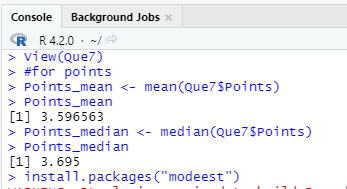 Console
Background Jobs ×
R 4.2.0 · ~/
> View(Que7)
> #for points
> Points_mean <- mean(Que7$Points)
> Points_mean
[1] 3.596563
> Points_median <- median(Que7$Points)
> Points_median
[1] 3.695
> install.packages("modeest")